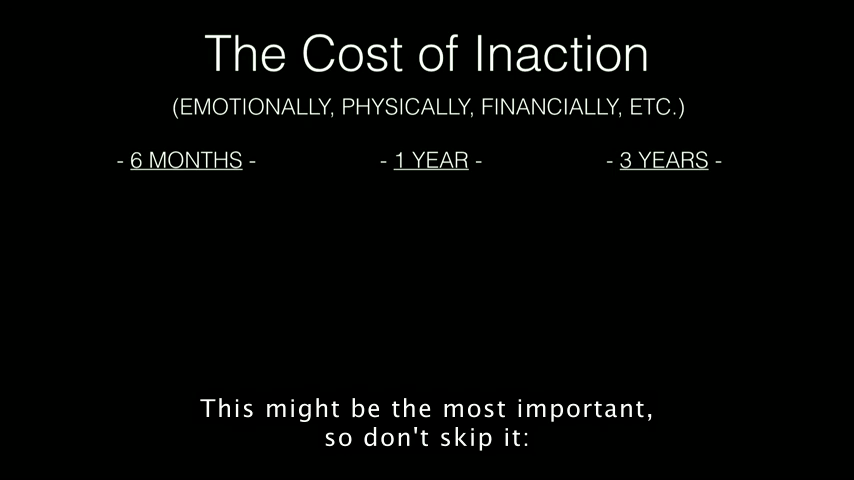 The Cost of Inaction
(EMOTIONALLY, PHYSICALLY, FINANCIALLY, ETC.)
- 6 MONTHS - - 1 YEAR - - 3 YEARS -
This might be the most important,
so don't skip it: